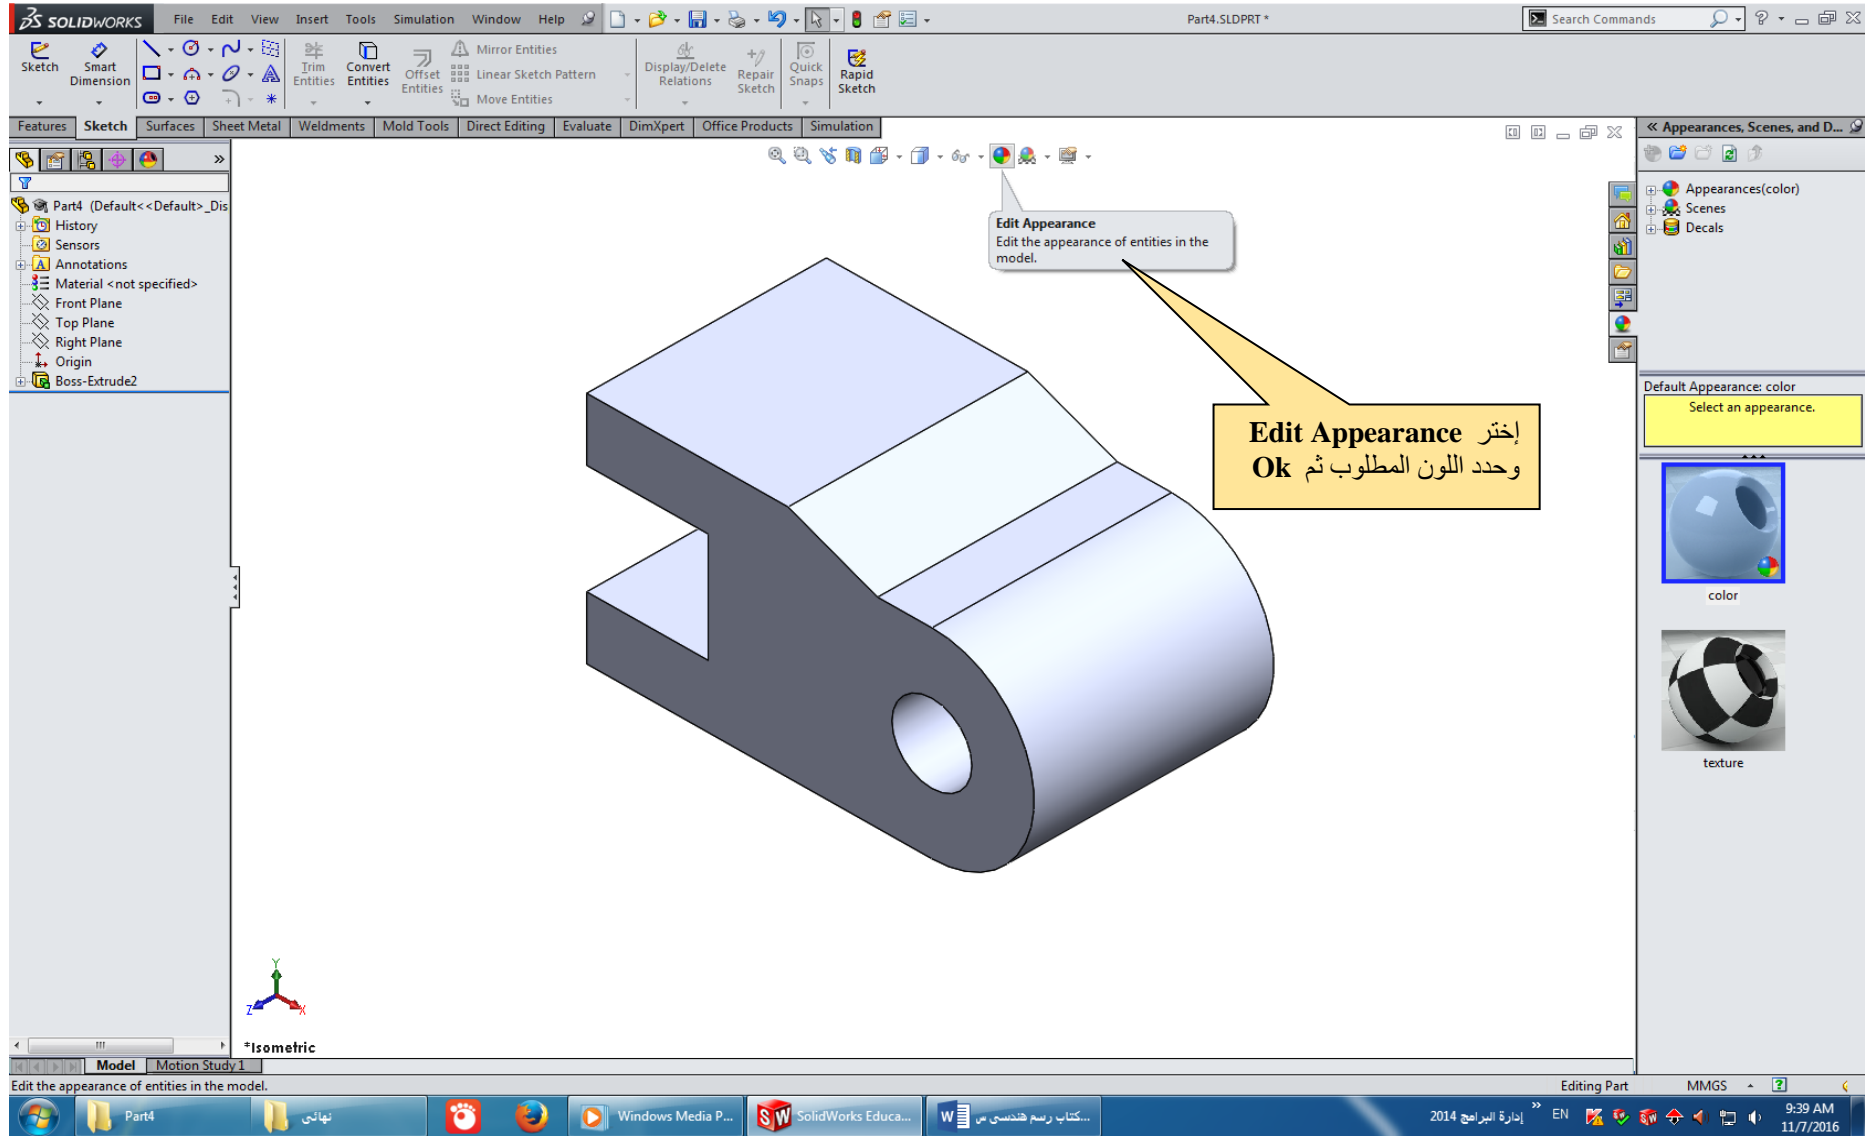 SOLIDWORKS File Edit View Insert Tools Simulation Window Help Part4.SLDPRT * Search Commands
Sketch Smart Dimension Trim Entities Convert Entities Offset Entities Mirror Entities Linear Sketch Pattern Move Entities Display/Delete Relations Repair Sketch Quick Snaps Rapid Sketch
Features Sketch Surfaces Sheet Metal Weldments Mold Tools Direct Editing Evaluate DimXpert Office Products Simulation
« Appearances, Scenes, and D...
Part4 (Default<<Default>_Dis
History
Sensors
A Annotations
Material <not specified>
Front Plane
Top Plane
Right Plane
Origin
Boss-Extrude2
Edit Appearance
Edit the appearance of entities in the
model.
إختر Edit Appearance
وحدد اللون المطلوب ثم Ok
Appearances(color)
Scenes
Decals
Default Appearance: color
Select an appearance.
color
texture
Y
Z X
*Isometric
Model Motion Study 1
Edit the appearance of entities in the model. Editing Part MMGS
Part4 نهائى Windows Media P... SolidWorks Educa... كتاب رسم هندسى س... إدارة البرامج 2014 EN 9:39 AM
11/7/2016